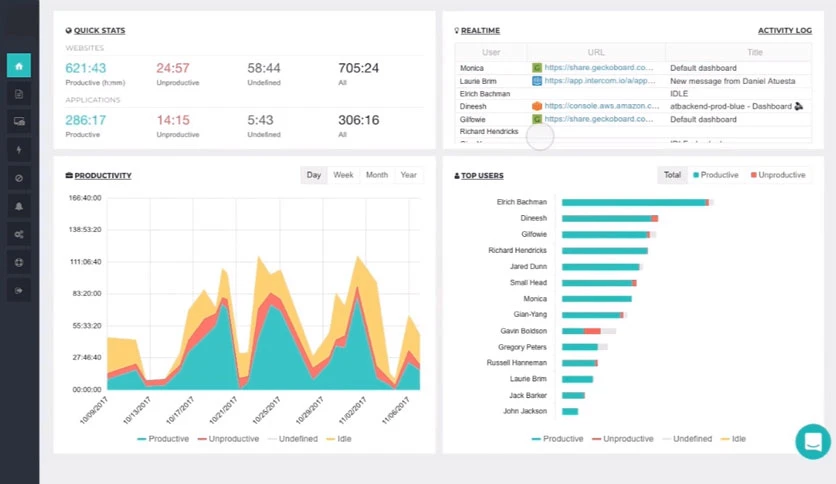 QUICK STATS
WEBSITES
621:43 24:57 58:44 705:24
Productive (h:mm) Unproductive Undefined All
APPLICATIONS
286:17 14:15 5:43 306:16
Productive Unproductive Undefined All
REALTIME ACTIVITY LOG
User URL Title
Monica https://share.geckoboard.co... Default dashboard
Laurie Brim https://app.intercom.io/a/app... New message from Daniel Atuesta
Elrich Bachman IDLE
Dineesh https://console.aws.amazon.c... atbackend-prod-blue - Dashboard
Gilfowie https://share.geckoboard.co... Default dashboard
Richard Hendricks
PRODUCTIVITY Day Week Month Year
166:40:00
138:53:20
111:06:40
83:20:00
55:33:20
27:46:40
00:00:00
10/09/2017 10/13/2017 10/17/2017 10/21/2017 10/25/2017 10/29/2017 11/02/2017 11/06/2017
Productive Unproductive Undefined Idle
TOP USERS Total Productive Unproductive
Elrich Bachman
Dineesh
Gilfowie
Richard Hendricks
Jared Dunn
Small Head
Monica
Gian-Yang
Gavin Boldson
Gregory Peters
Russell Hanneman
Laurie Brim
Jack Barker
John Jackson
Productive Unproductive Undefined Idle